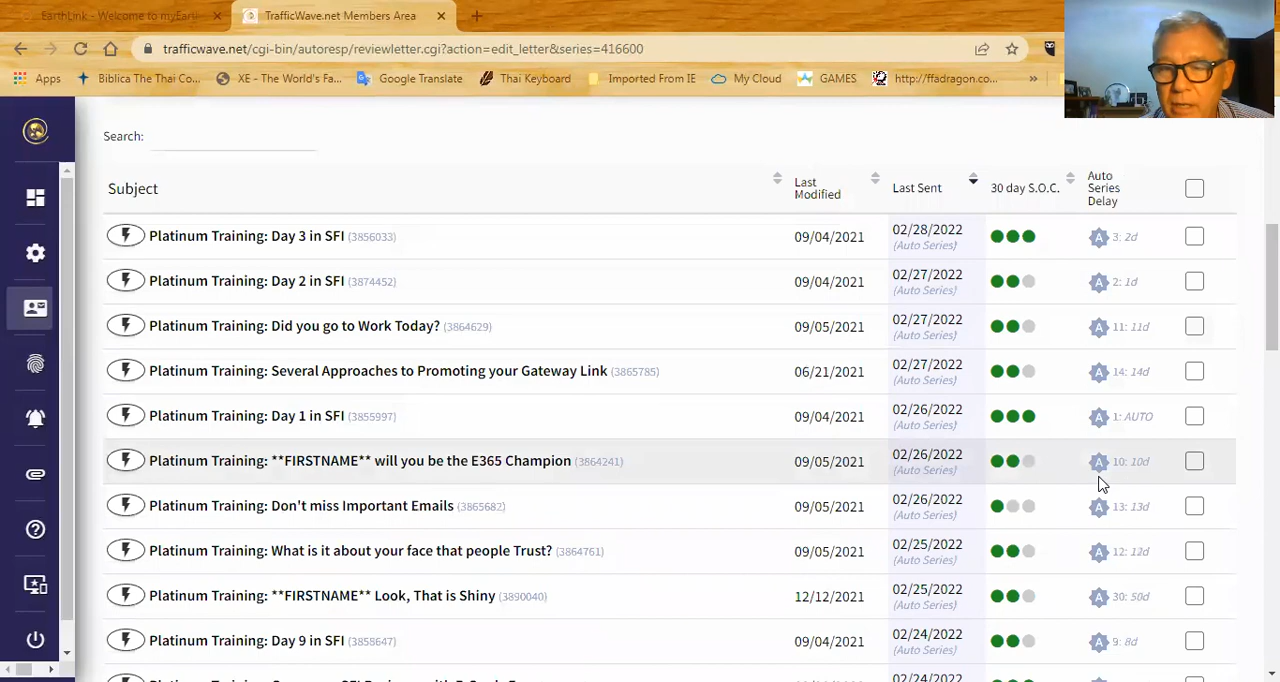 EarthLink - Welcome to myEarth
TrafficWave.net Members Area
trafficwave.net/cgi-bin/autoresp/reviewletter.cgi?action=edit_letter&series=416600
Apps
Biblica The Thai Co...
XE - The World's Fa...
Google Translate
Thai Keyboard
Imported From IE
My Cloud
GAMES
http://ffadragon.co...
»
Search:
Subject
Last Modified
Last Sent
30 day S.O.C.
Auto Series Delay
Platinum Training: Day 3 in SFI (3856033) 09/04/2021 02/28/2022 3: 2d
(Auto Series)
Platinum Training: Day 2 in SFI (3874452) 09/04/2021 02/27/2022 2: 1d
(Auto Series)
Platinum Training: Did you go to Work Today? (3864629) 09/05/2021 02/27/2022 11: 11d
(Auto Series)
Platinum Training: Several Approaches to Promoting your Gateway Link (3865785) 06/21/2021 02/27/2022 14: 14d
(Auto Series)
Platinum Training: Day 1 in SFI (3855997) 09/04/2021 02/26/2022 1: AUTO
(Auto Series)
Platinum Training: **FIRSTNAME** will you be the E365 Champion (3864241) 09/05/2021 02/26/2022 10: 10d
(Auto Series)
Platinum Training: Don't miss Important Emails (3865682) 09/05/2021 02/26/2022 13: 13d
(Auto Series)
Platinum Training: What is it about your face that people Trust? (3864761) 09/05/2021 02/25/2022 12: 12d
(Auto Series)
Platinum Training: **FIRSTNAME** Look, That is Shiny (3890040) 12/12/2021 02/25/2022 30: 50d
(Auto Series)
Platinum Training: Day 9 in SFI (3858647) 09/04/2021 02/24/2022 9: 8d
(Auto Series)
02/24/2022